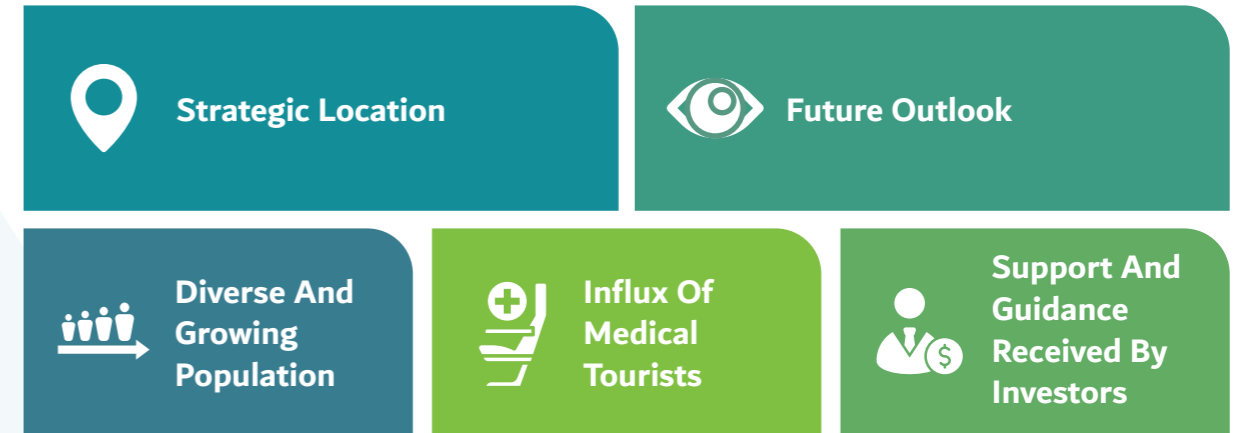 Strategic Location
Future Outlook
Diverse And
Growing
Population
Influx Of
Medical
Tourists
Support And
Guidance
Received By
Investors
$